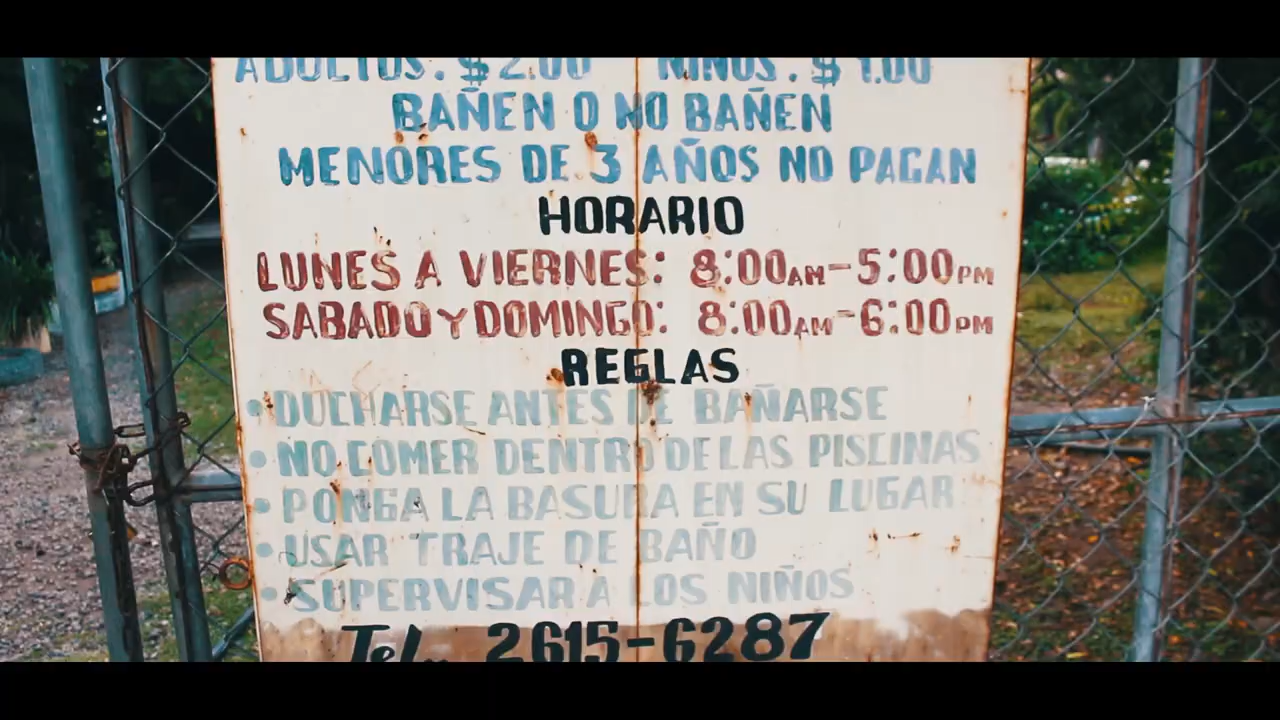 ADULTOS. $2.00 NIÑOS. $1.00
BAÑEN O NO BAÑEN
MENORES DE 3 AÑOS NO PAGAN
HORARIO
LUNES A VIERNES: 8:00AM-5:00PM
SABADO Y DOMINGO: 8:00AM-6:00PM
REGLAS
• DUCHARSE ANTES DE BAÑARSE
• NO COMER DENTRO DE LAS PISCINAS
• PONGA LA BASURA EN SU LUGAR
• USAR TRAJE DE BAÑO
• SUPERVISAR A LOS NIÑOS
Tel.. 2615-6287